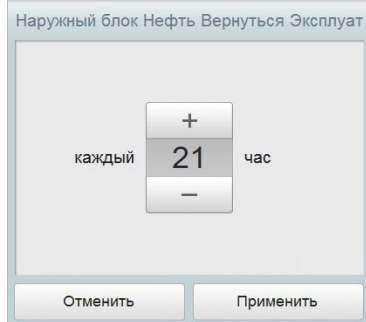 Наружный блок Нефть Вернуться Эксплуат
+
каждый 21 час
−
Отменить Применить